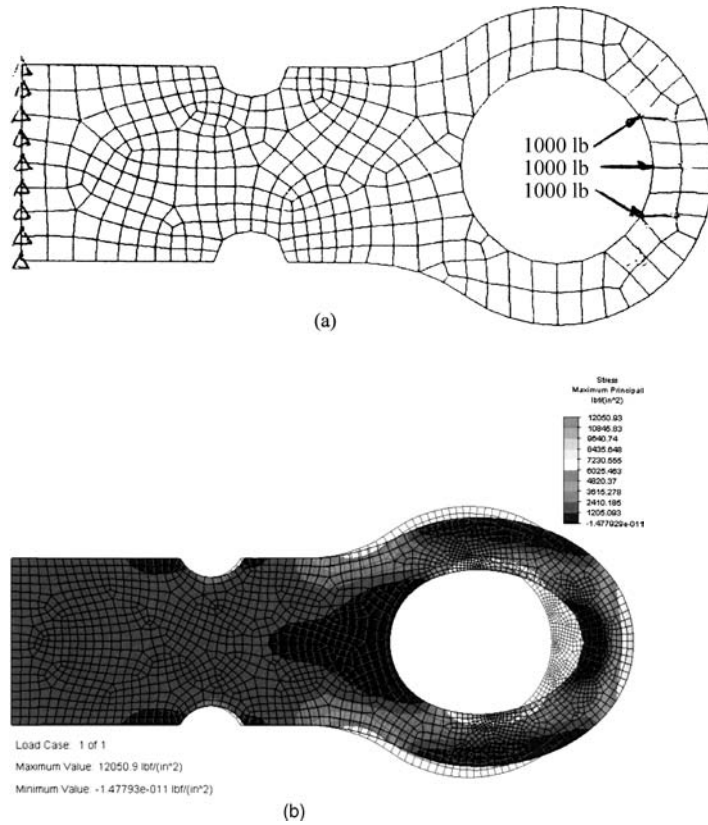 1000 lb
1000 lb
1000 lb
(a)
Stress
Maximum Principal
lbf/(in^2)
12050.93
10845.83
9640.74
8435.648
7230.555
6025.463
4820.37
3615.278
2410.185
1205.093
-1.477929e-011
Load Case: 1 of 1
Maximum Value: 12050.9 lbf/(in^2)
Minimum Value: -1.47793e-011 lbf/(in^2)
(b)